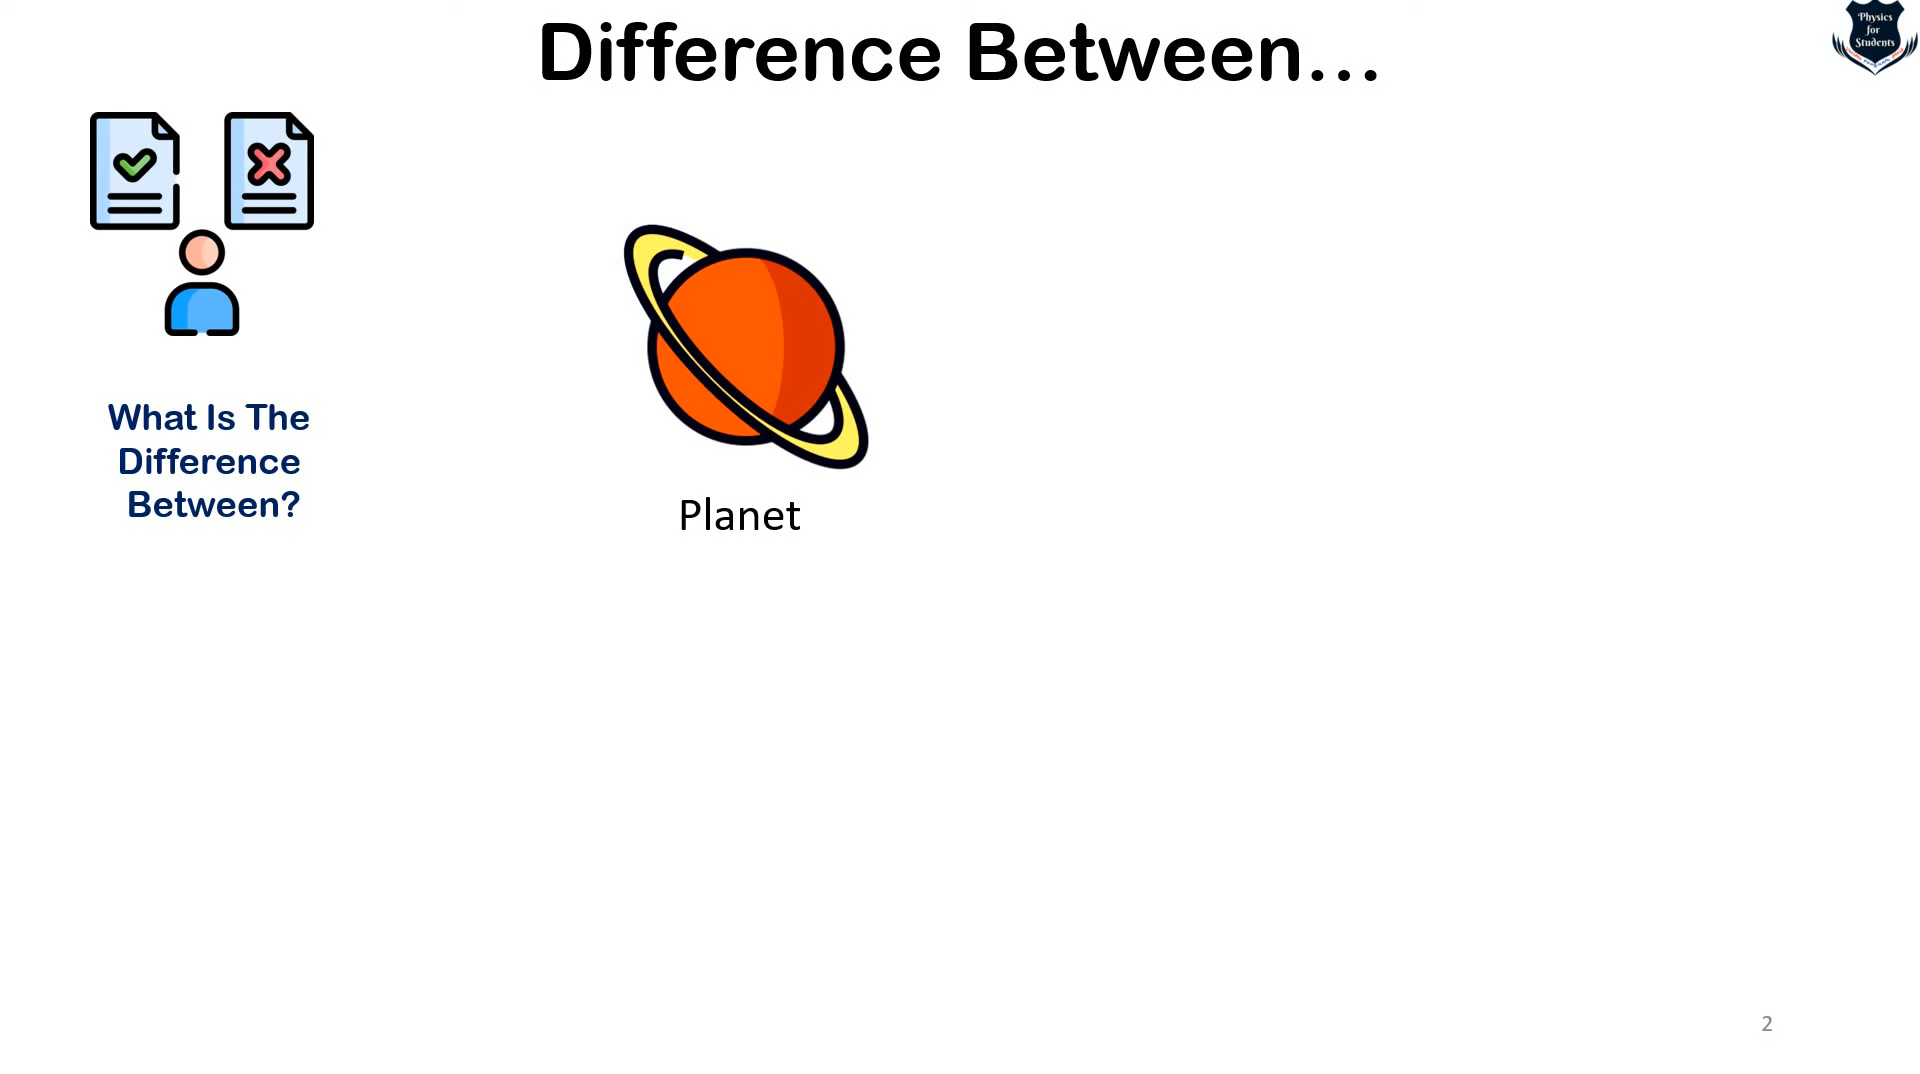 Difference Between...
Physics
for
Students
What Is The
Difference
Between?
Planet
2